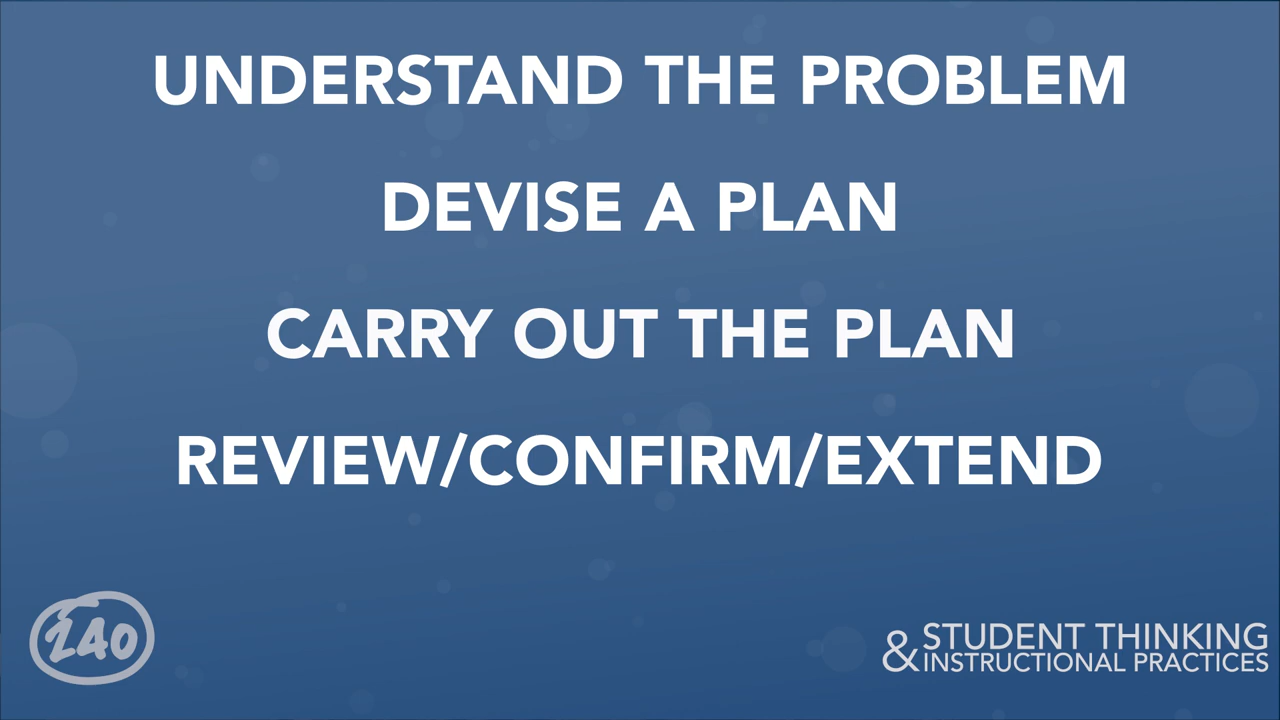 UNDERSTAND THE PROBLEM
DEVISE A PLAN
CARRY OUT THE PLAN
REVIEW/CONFIRM/EXTEND
240
& STUDENT THINKING
INSTRUCTIONAL PRACTICES